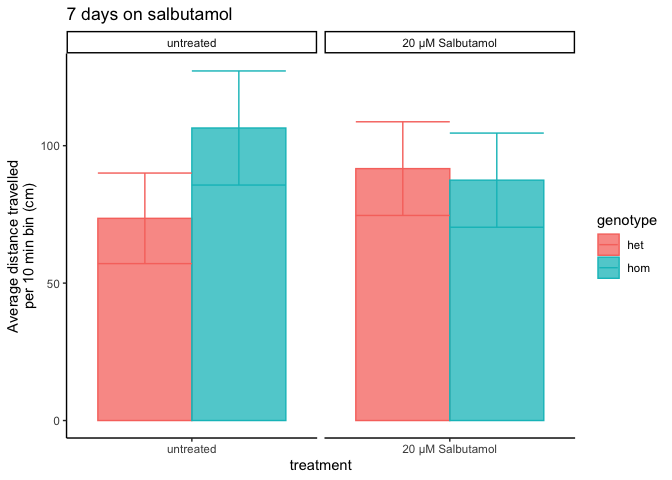 7 days on salbutamol
untreated
20 µM Salbutamol
Average distance travelled
per 10 min bin (cm)
100
50
0
untreated
20 µM Salbutamol
treatment
genotype
het
hom